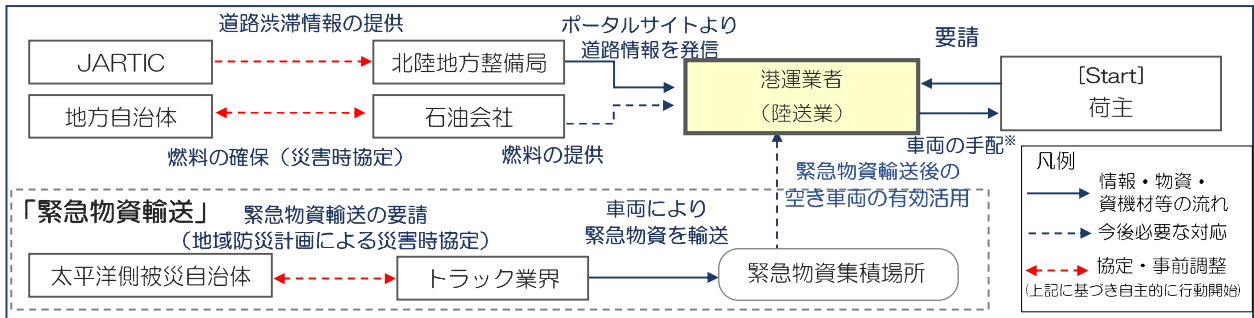 道路渋滞情報の提供
ポータルサイトより
道路情報を発信
要請
JARTIC
北陸地方整備局
港運業者
(陸送業)
[Start]
荷主
地方自治体
石油会社
燃料の確保(災害時協定)
燃料の提供
車両の手配※
緊急物資輸送後の
空き車両の有効活用
「緊急物資輸送」
緊急物資輸送の要請
(地域防災計画による災害時協定)
車両により
緊急物資を輸送
太平洋側被災自治体
トラック業界
緊急物資集積場所
凡例
情報・物資・
資機材等の流れ
今後必要な対応
協定・事前調整
(上記に基づき自主的に行動開始)